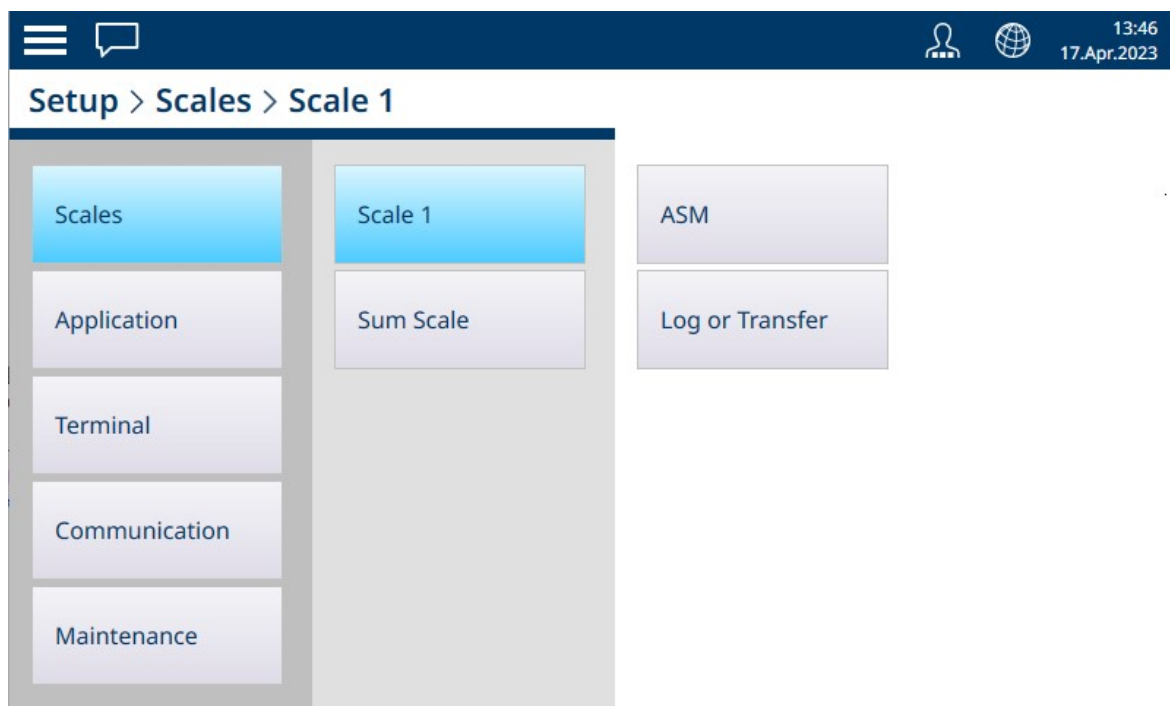 13:46
17.Apr.2023
Setup > Scales > Scale 1
Scales
Scale 1
ASM
Application
Sum Scale
Log or Transfer
Terminal
Communication
Maintenance